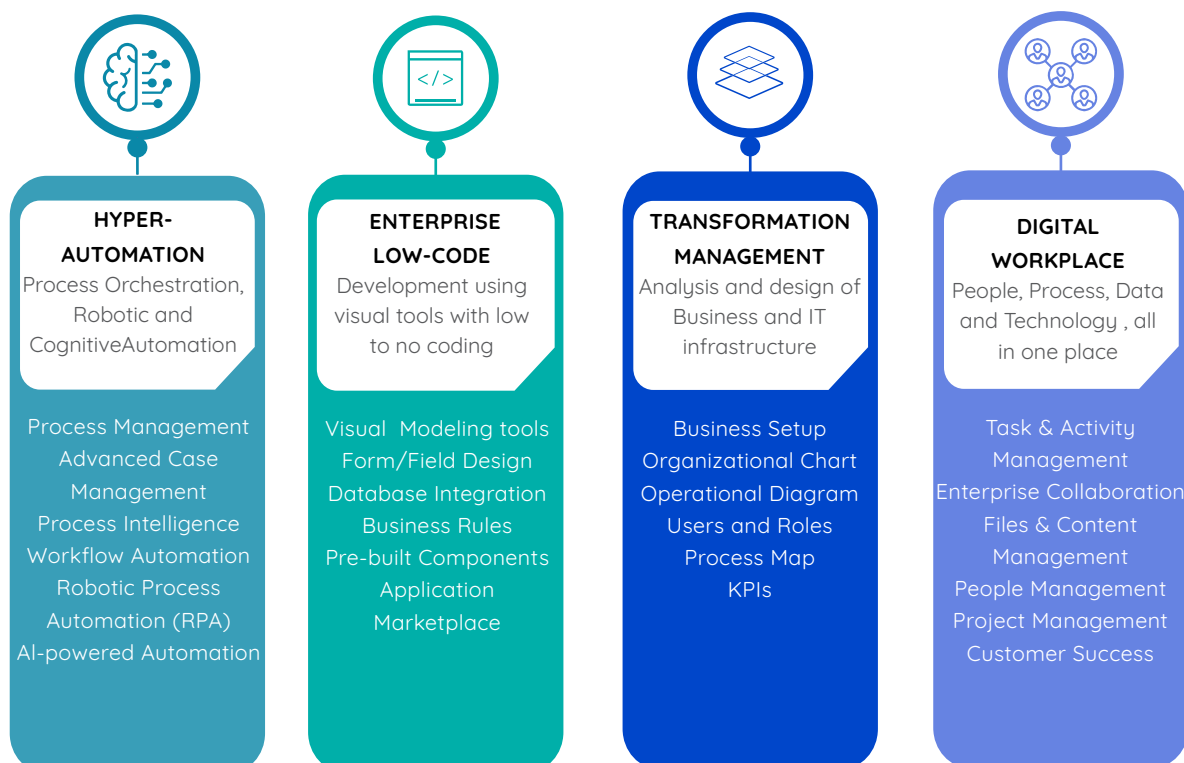 </>
HYPER-
AUTOMATION
Process Orchestration,
Robotic and
CognitiveAutomation
Process Management
Advanced Case
Management
Process Intelligence
Workflow Automation
Robotic Process
Automation (RPA)
AI-powered Automation
ENTERPRISE
LOW-CODE
Development using
visual tools with low
to no coding
Visual Modeling tools
Form/Field Design
Database Integration
Business Rules
Pre-built Components
Application
Marketplace
TRANSFORMATION
MANAGEMENT
Analysis and design of
Business and IT
infrastructure
Business Setup
Organizational Chart
Operational Diagram
Users and Roles
Process Map
KPIs
DIGITAL
WORKPLACE
People, Process, Data
and Technology , all
in one place
Task & Activity
Management
Enterprise Collaboration
Files & Content
Management
People Management
Project Management
Customer Success